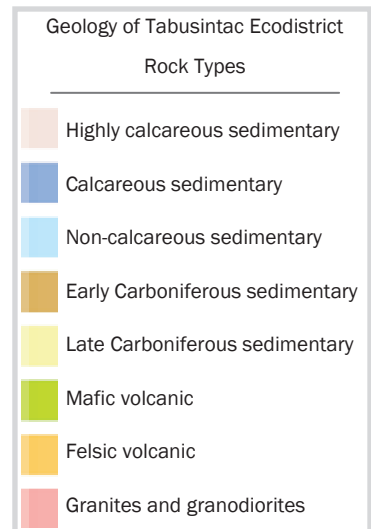 Geology of Tabusintac Ecodistrict
Rock Types
Highly calcareous sedimentary
Calcareous sedimentary
Non-calcareous sedimentary
Early Carboniferous sedimentary
Late Carboniferous sedimentary
Mafic volcanic
Felsic volcanic
Granites and granodiorites